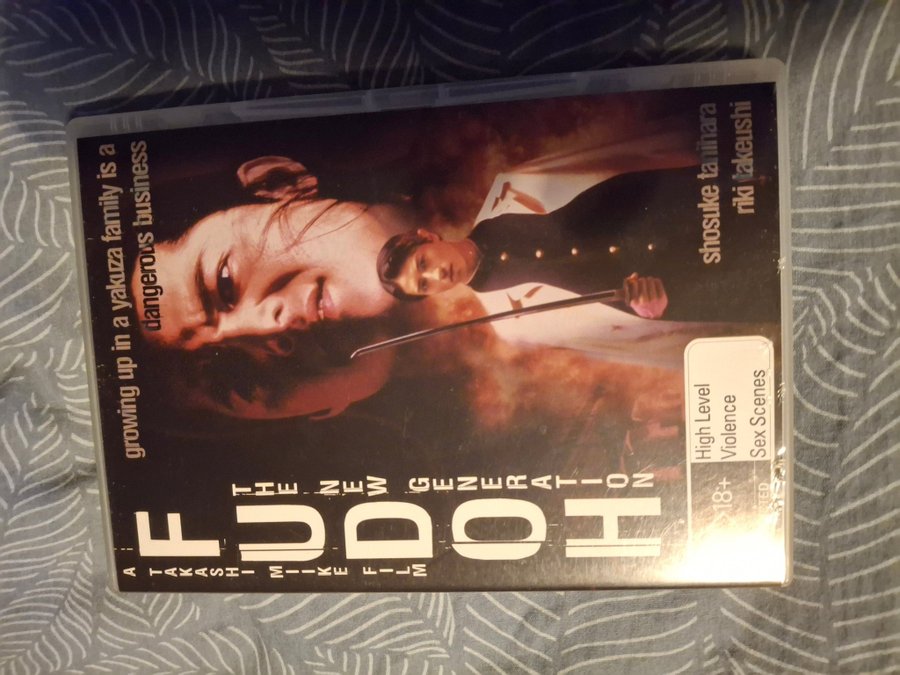 growing up in a yakuza family is a
dangerous business
A TAKASHI MIIKE FILM
FUDOH
THE NEW GENERATION
shosuke tanihara
riki takeushi
18+
High Level
Violence
Sex Scenes